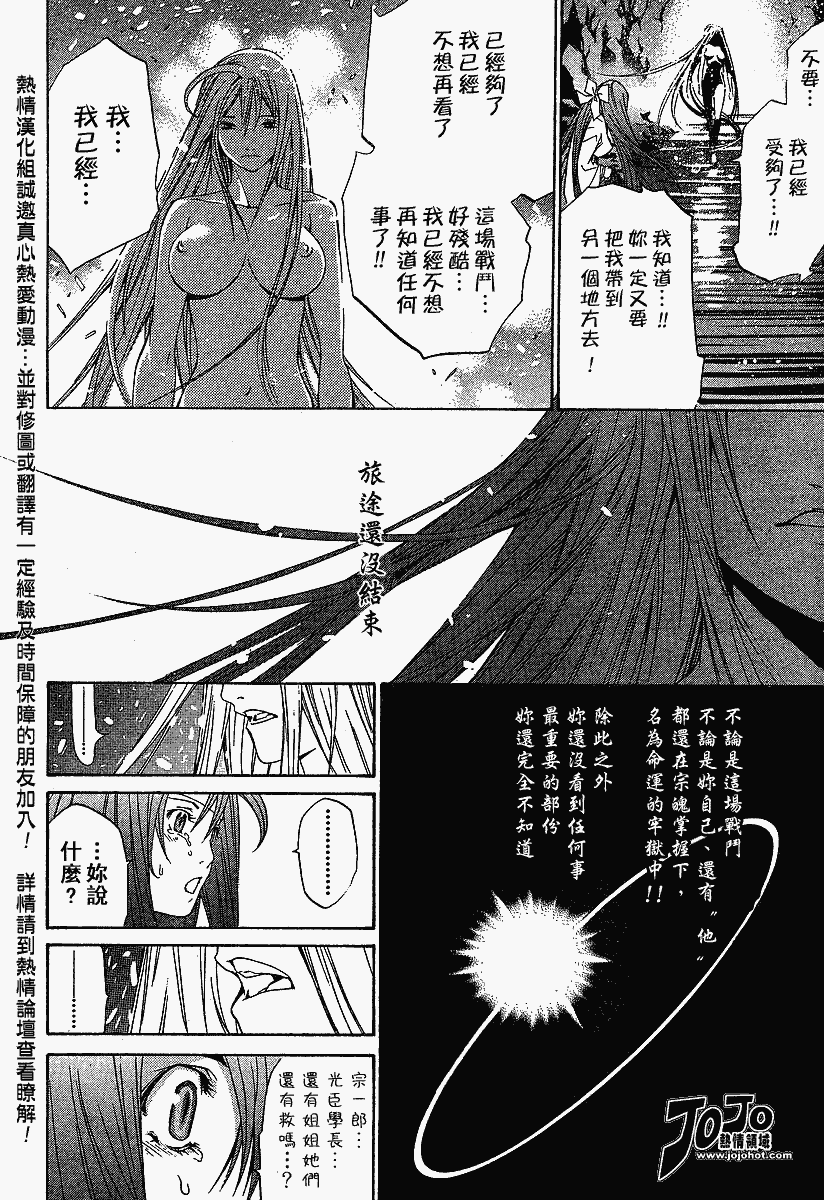 不要…
我已經
受夠了…!!
我知道…!!
妳一定又要
把我帶到
另一個地方去！
已經夠了
我已經
不想再看了
這場戰鬥…
好殘酷…
我已經不想
再知道任何
事了!!
我…
我已經…
旅途還沒結束
不論是這場戰鬥
不論是妳自己、還有"他"
都還在宗魄掌握下，
名為命運的牢獄中!!
除此之外
妳還沒看到任何事
最重要的部份
妳還完全不知道
………
………
…妳說
什麼？
………
宗一郎…
光臣學長…
還有姐姐她們
還有救嗎…？
熱情漢化組誠邀真心熱愛動漫…並對修圖或翻譯有一定經驗及時間保障的朋友加入！ 詳情請到熱情論壇查看瞭解！
JOJO
熱情領域
www.jojohot.com